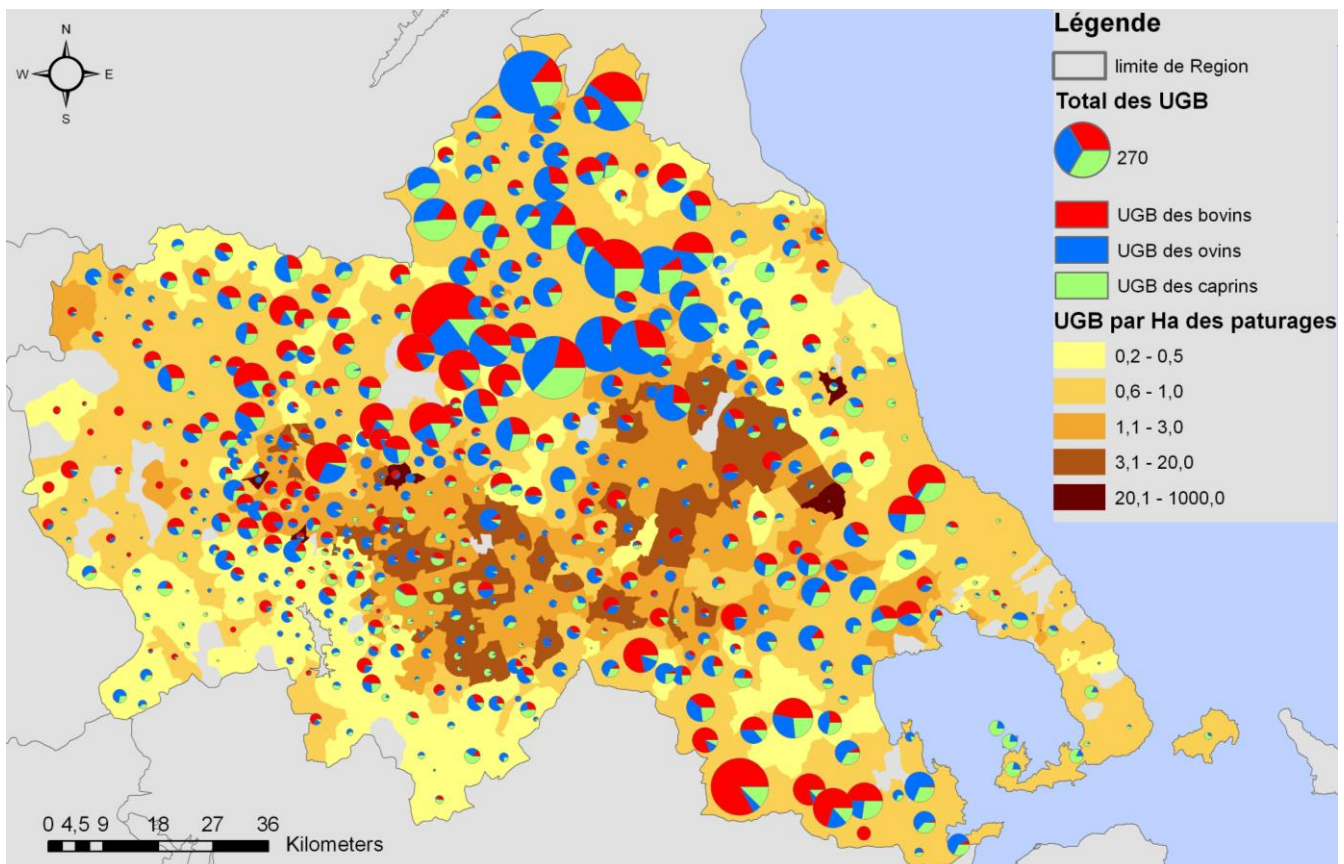 N
W E
S
Légende
limite de Region
Total des UGB
270
UGB des bovins
UGB des ovins
UGB des caprins
UGB par Ha des paturages
0,2 - 0,5
0,6 - 1,0
1,1 - 3,0
3,1 - 20,0
20,1 - 1000,0
0 4,5 9 18 27 36
Kilometers